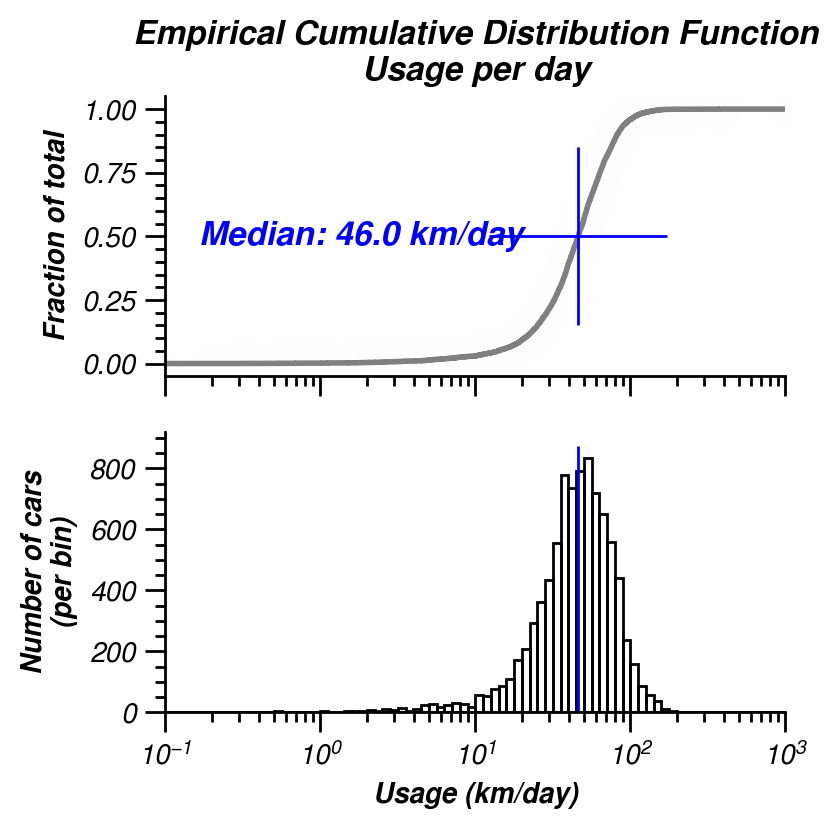 Empirical Cumulative Distribution Function
Usage per day
1.00
0.75
0.50
0.25
0.00
Fraction of total
Median: 46.0 km/day
800
600
400
200
0
Number of cars
(per bin)
10⁻¹ 10⁰ 10¹ 10² 10³
Usage (km/day)